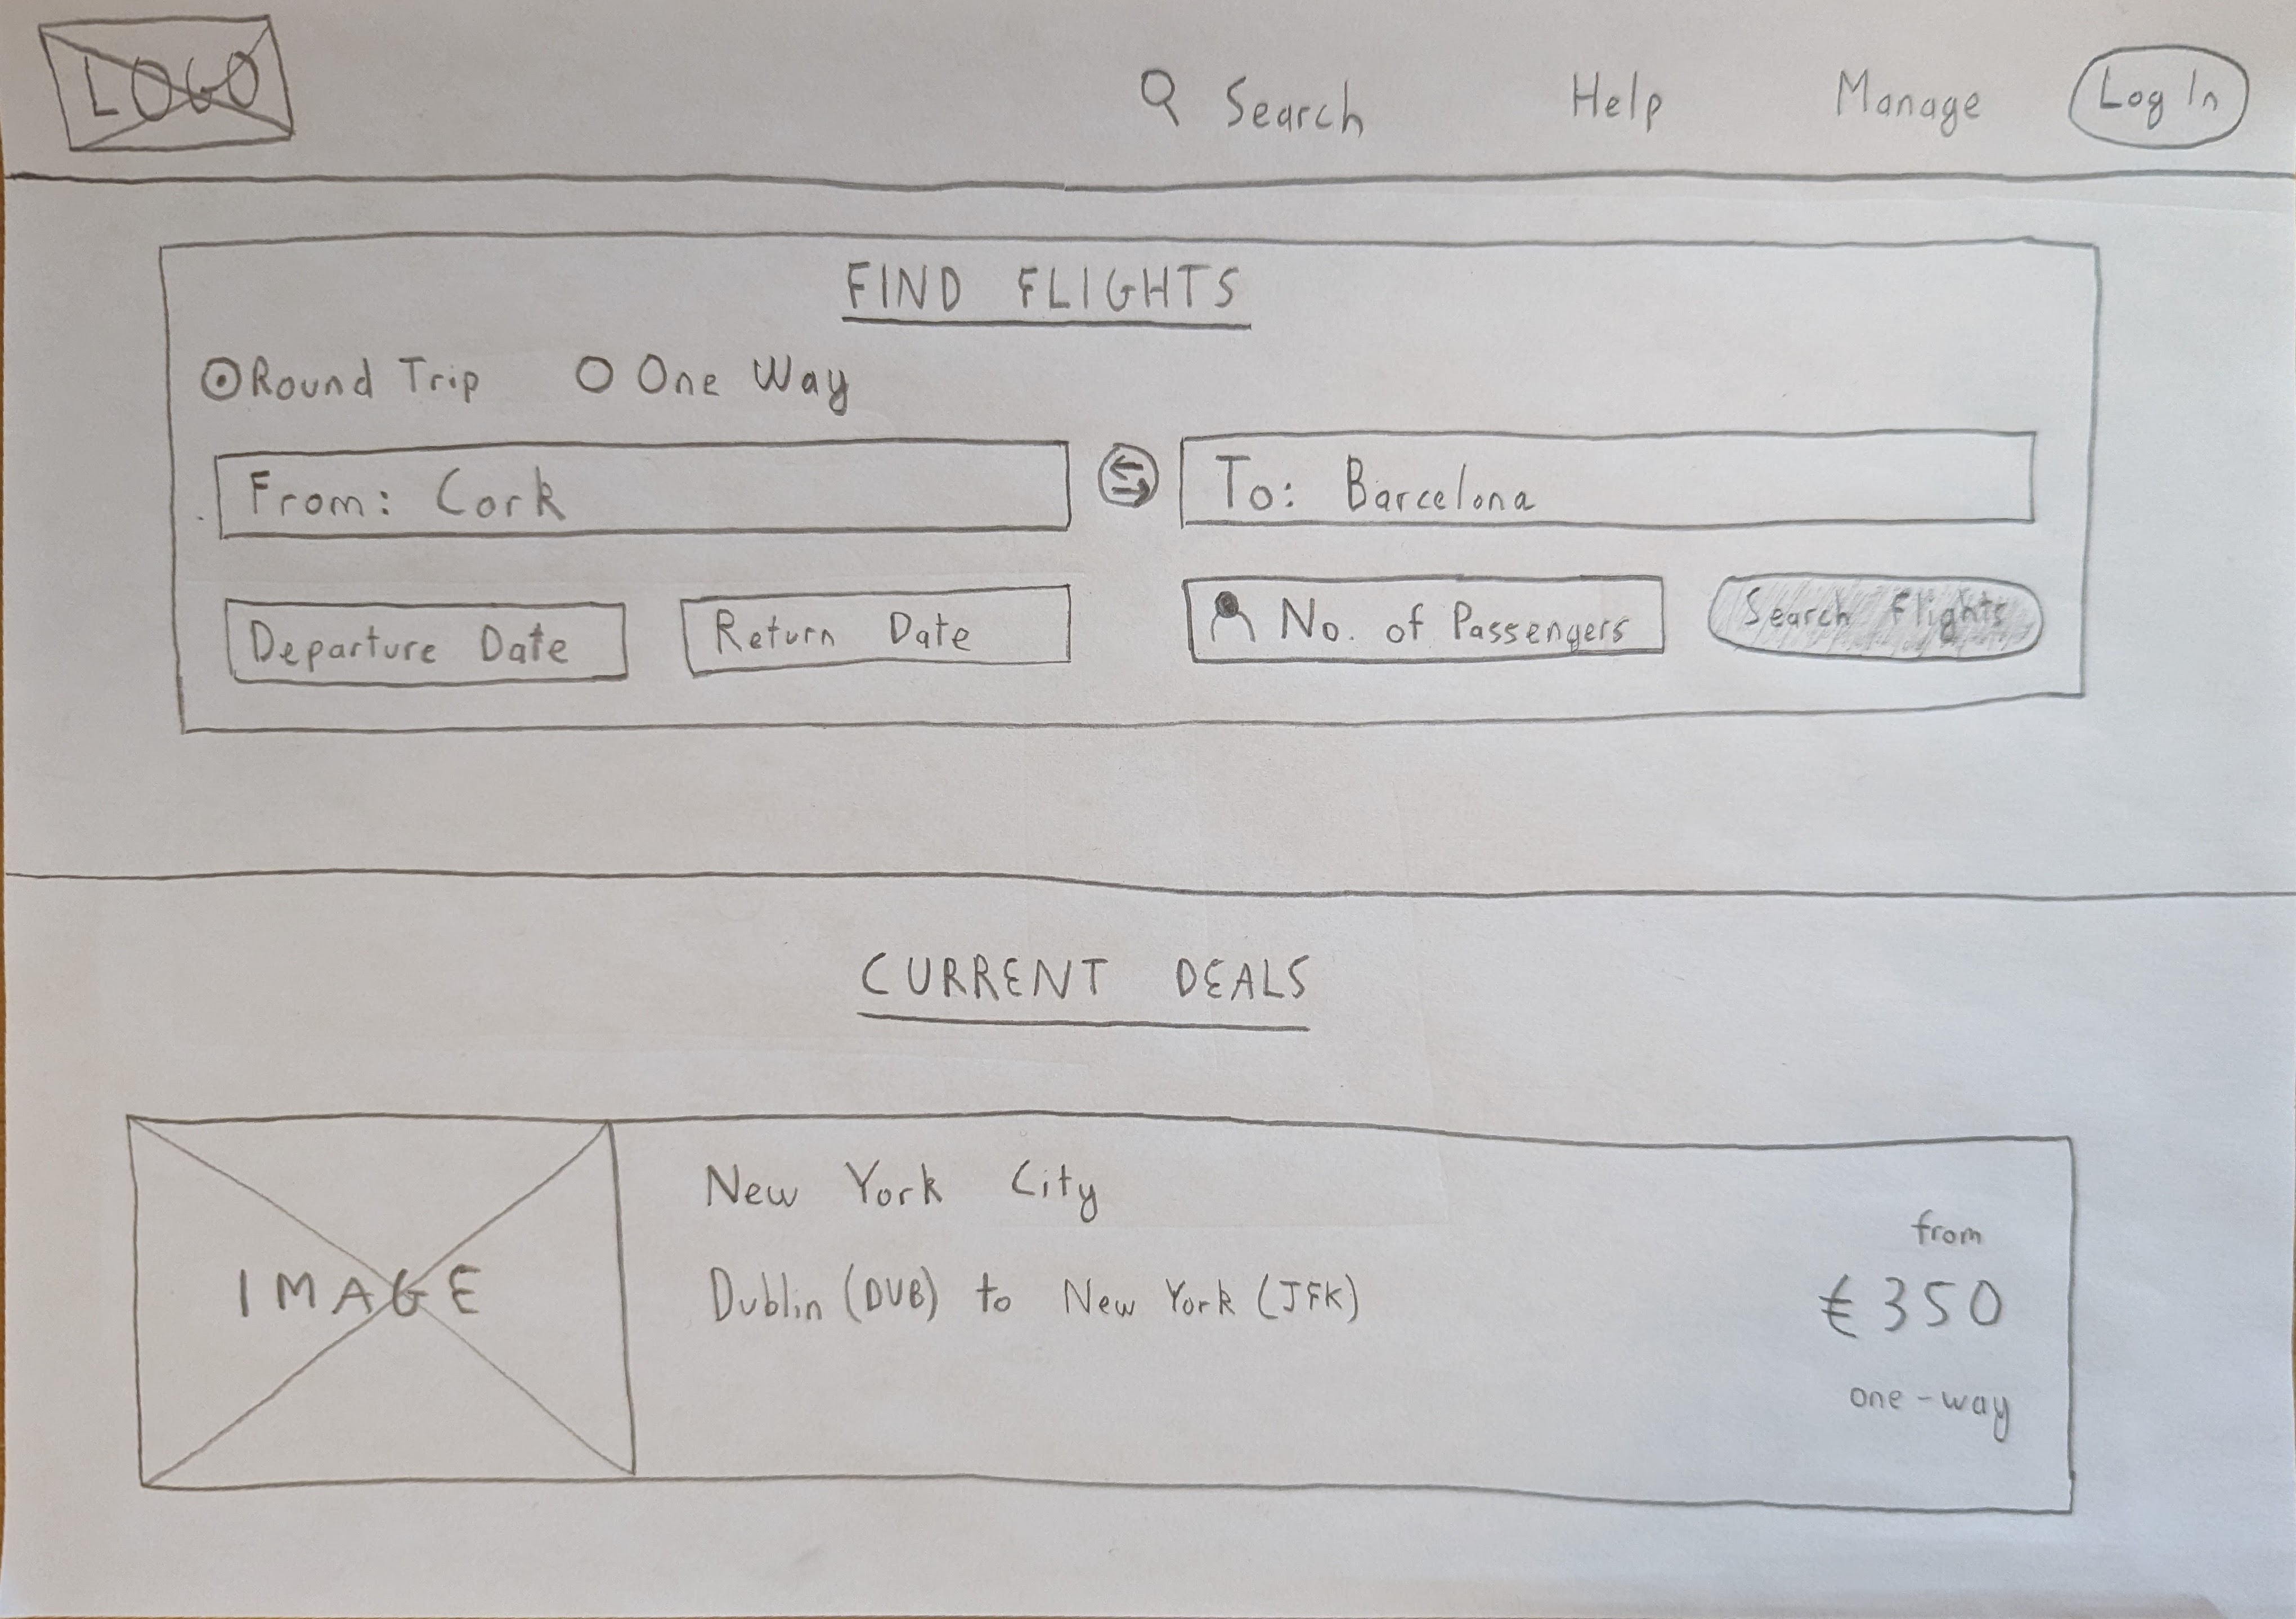 LOGO
Search Help Manage Log In
FIND FLIGHTS
Round Trip One Way
From: Cork To: Barcelona
Departure Date Return Date No. of Passengers Search Flights
CURRENT DEALS
IMAGE
New York City
Dublin (DUB) to New York (JFK)
from
€350
one-way